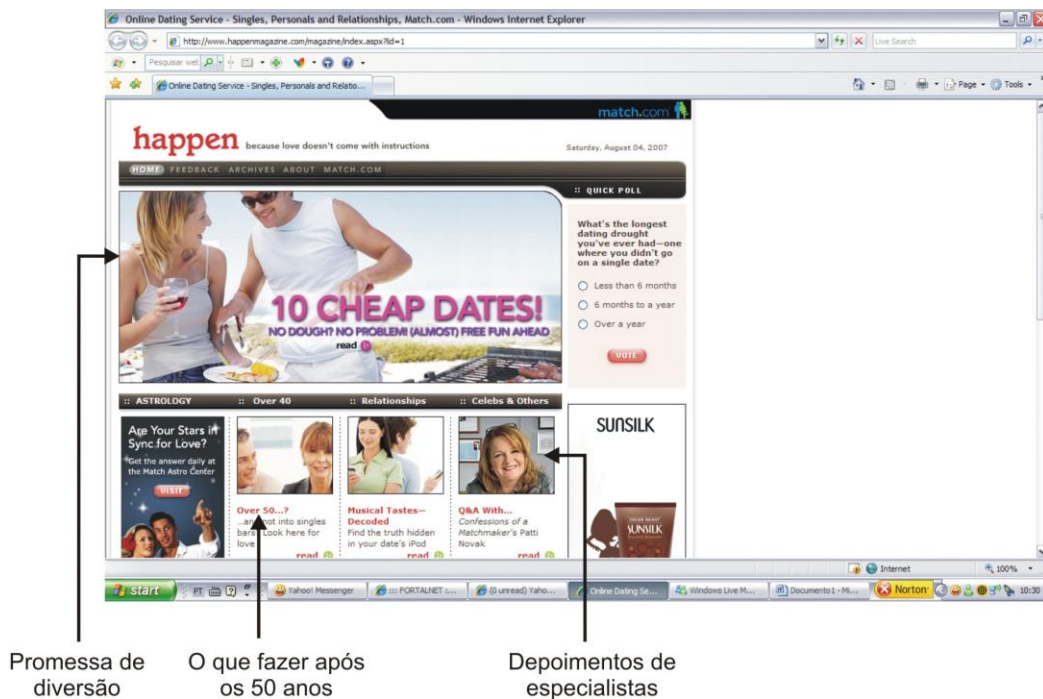 Online Dating Service - Singles, Personals and Relationships, Match.com - Windows Internet Explorer
http://www.happenmagazine.com/magazine/index.aspx?lid=1
Live Search
Pesquisar web
Online Dating Service - Singles, Personals and Relatio...
Page
Tools
match.com
happen because love doesn't come with instructions
Saturday, August 04, 2007
HOME FEEDBACK ARCHIVES ABOUT MATCH.COM
:: QUICK POLL
What's the longest
dating drought
you've ever had—one
where you didn't go
on a single date?
Less than 6 months
6 months to a year
Over a year
VOTE
10 CHEAP DATES!
NO DOUGH? NO PROBLEM! (ALMOST) FREE FUN AHEAD
read
:: ASTROLOGY :: Over 40 :: Relationships :: Celebs & Others
Are Your Stars in
Sync for Love?
Get the answer daily at
the Match Astro Center
VISIT
Over 50...?
...and not into singles
bars? Look here for
love
read
Musical Tastes—
Decoded
Find the truth hidden
in your date's iPod
read
Q&A With...
Confessions of a
Matchmaker's Patti
Novak
read
SUNSILK
SUNSILK
Internet
100%
start
PT
Yahoo! Messenger
::: FORTALNET :...
(0 unread) Yaho...
Online Dating Se...
Windows Live M...
Documento1 - Mi...
Norton
10:30
Promessa de
diversão
O que fazer após
os 50 anos
Depoimentos de
especialistas